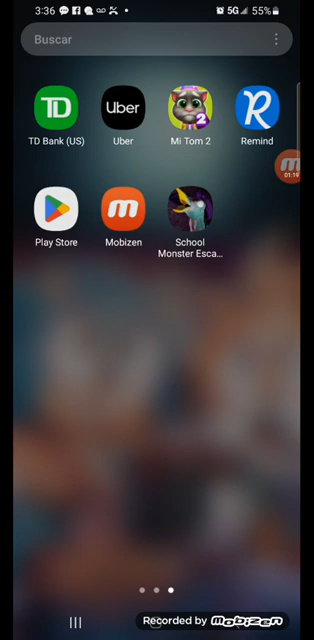 3:36
5G
55%
Buscar
TD
Uber
2
R
TD Bank (US)
Uber
Mi Tom 2
Remind
m
01:19
m
Play Store
Mobizen
School
Monster Esca...
Recorded by mobizen